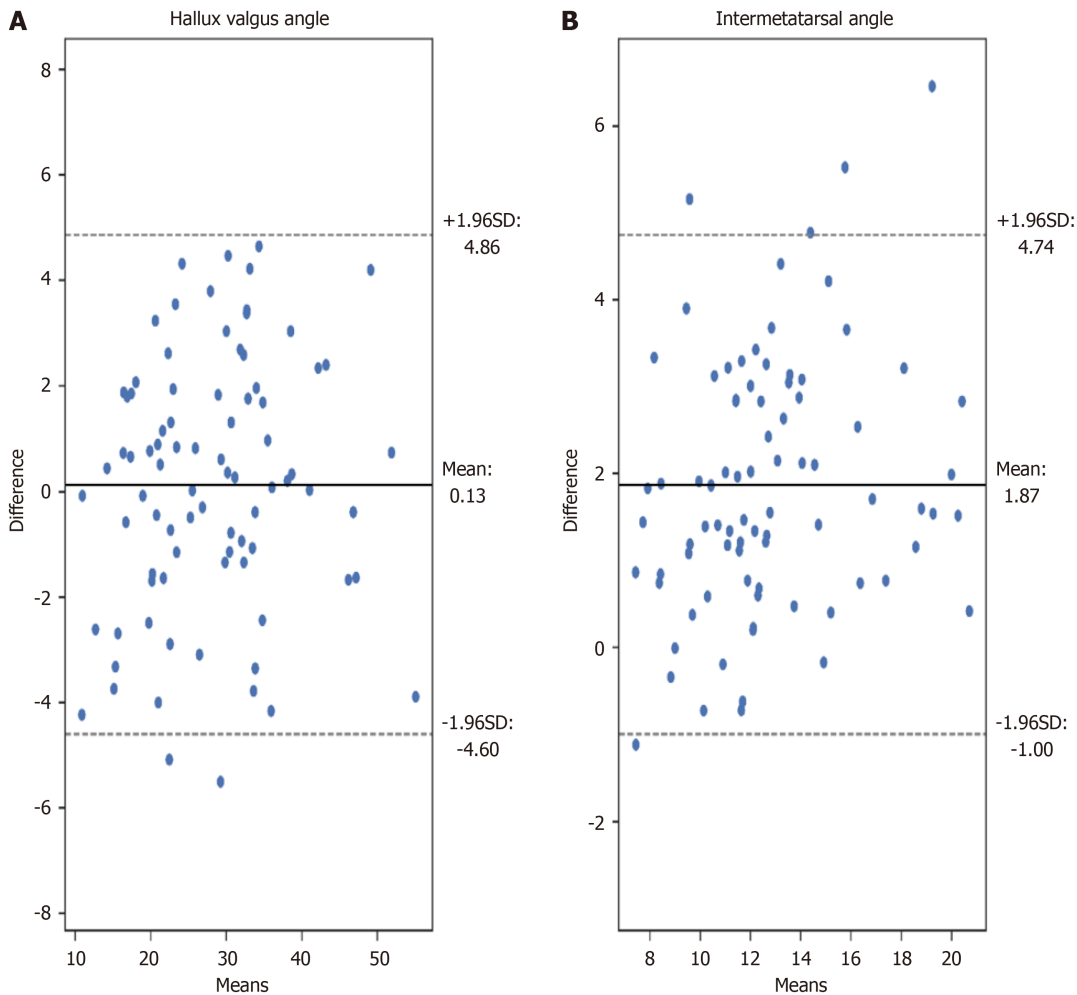 A
Hallux valgus angle
8
6
4
2
0
-2
-4
-6
-8
Difference
10
20
30
40
50
Means
+1.96SD:
4.86
Mean:
0.13
-1.96SD:
-4.60
B
Intermetatarsal angle
6
4
2
0
-2
Difference
8
10
12
14
16
18
20
Means
+1.96SD:
4.74
Mean:
1.87
-1.96SD:
-1.00